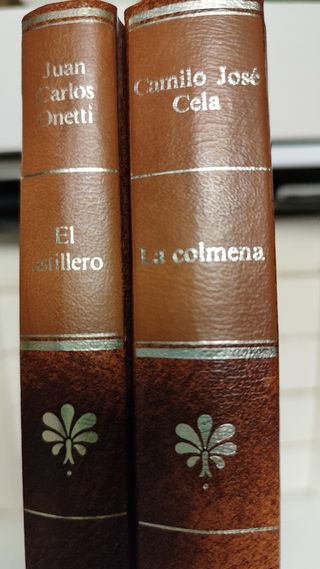 Juan
Carlos
Onetti
El
astillero
Camilo José
Cela
La colmena